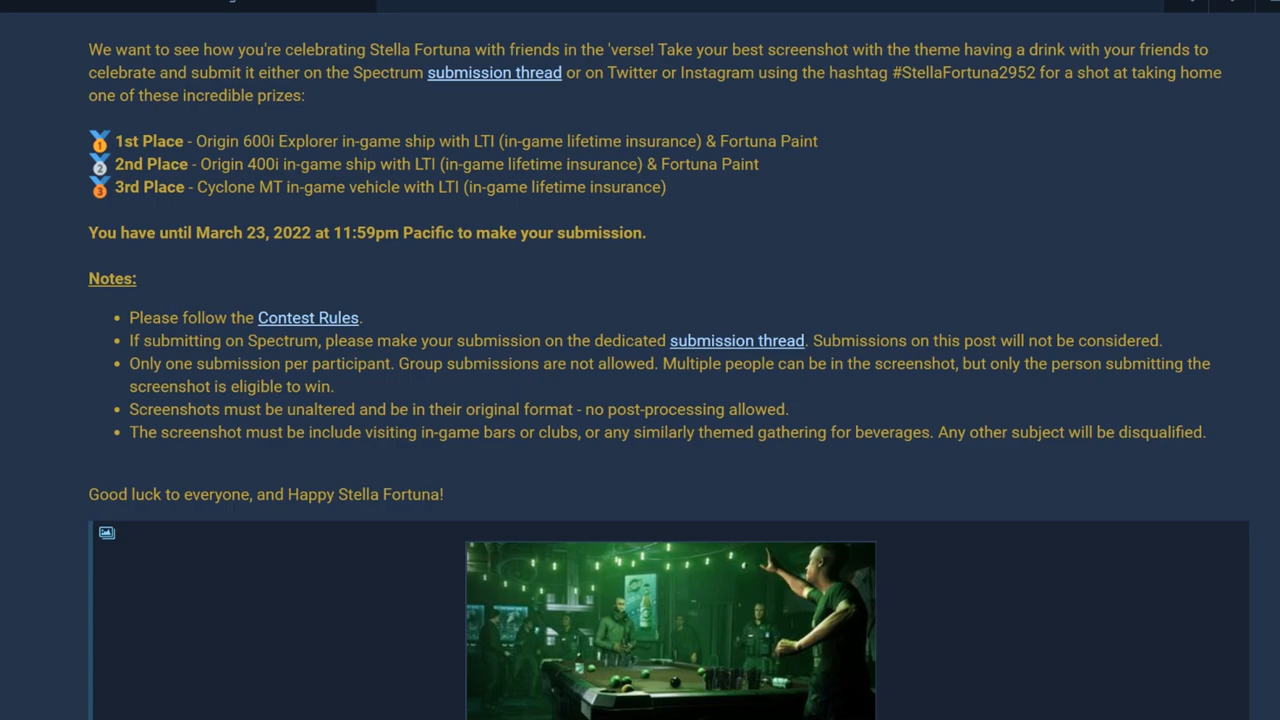 We want to see how you're celebrating Stella Fortuna with friends in the 'verse! Take your best screenshot with the theme having a drink with your friends to
celebrate and submit it either on the Spectrum submission thread or on Twitter or Instagram using the hashtag #StellaFortuna2952 for a shot at taking home
one of these incredible prizes:
🥇 1st Place - Origin 600i Explorer in-game ship with LTI (in-game lifetime insurance) & Fortuna Paint
🥈 2nd Place - Origin 400i in-game ship with LTI (in-game lifetime insurance) & Fortuna Paint
🥉 3rd Place - Cyclone MT in-game vehicle with LTI (in-game lifetime insurance)
You have until March 23, 2022 at 11:59pm Pacific to make your submission.
Notes:
• Please follow the Contest Rules.
• If submitting on Spectrum, please make your submission on the dedicated submission thread. Submissions on this post will not be considered.
• Only one submission per participant. Group submissions are not allowed. Multiple people can be in the screenshot, but only the person submitting the
screenshot is eligible to win.
• Screenshots must be unaltered and be in their original format - no post-processing allowed.
• The screenshot must be include visiting in-game bars or clubs, or any similarly themed gathering for beverages. Any other subject will be disqualified.
Good luck to everyone, and Happy Stella Fortuna!